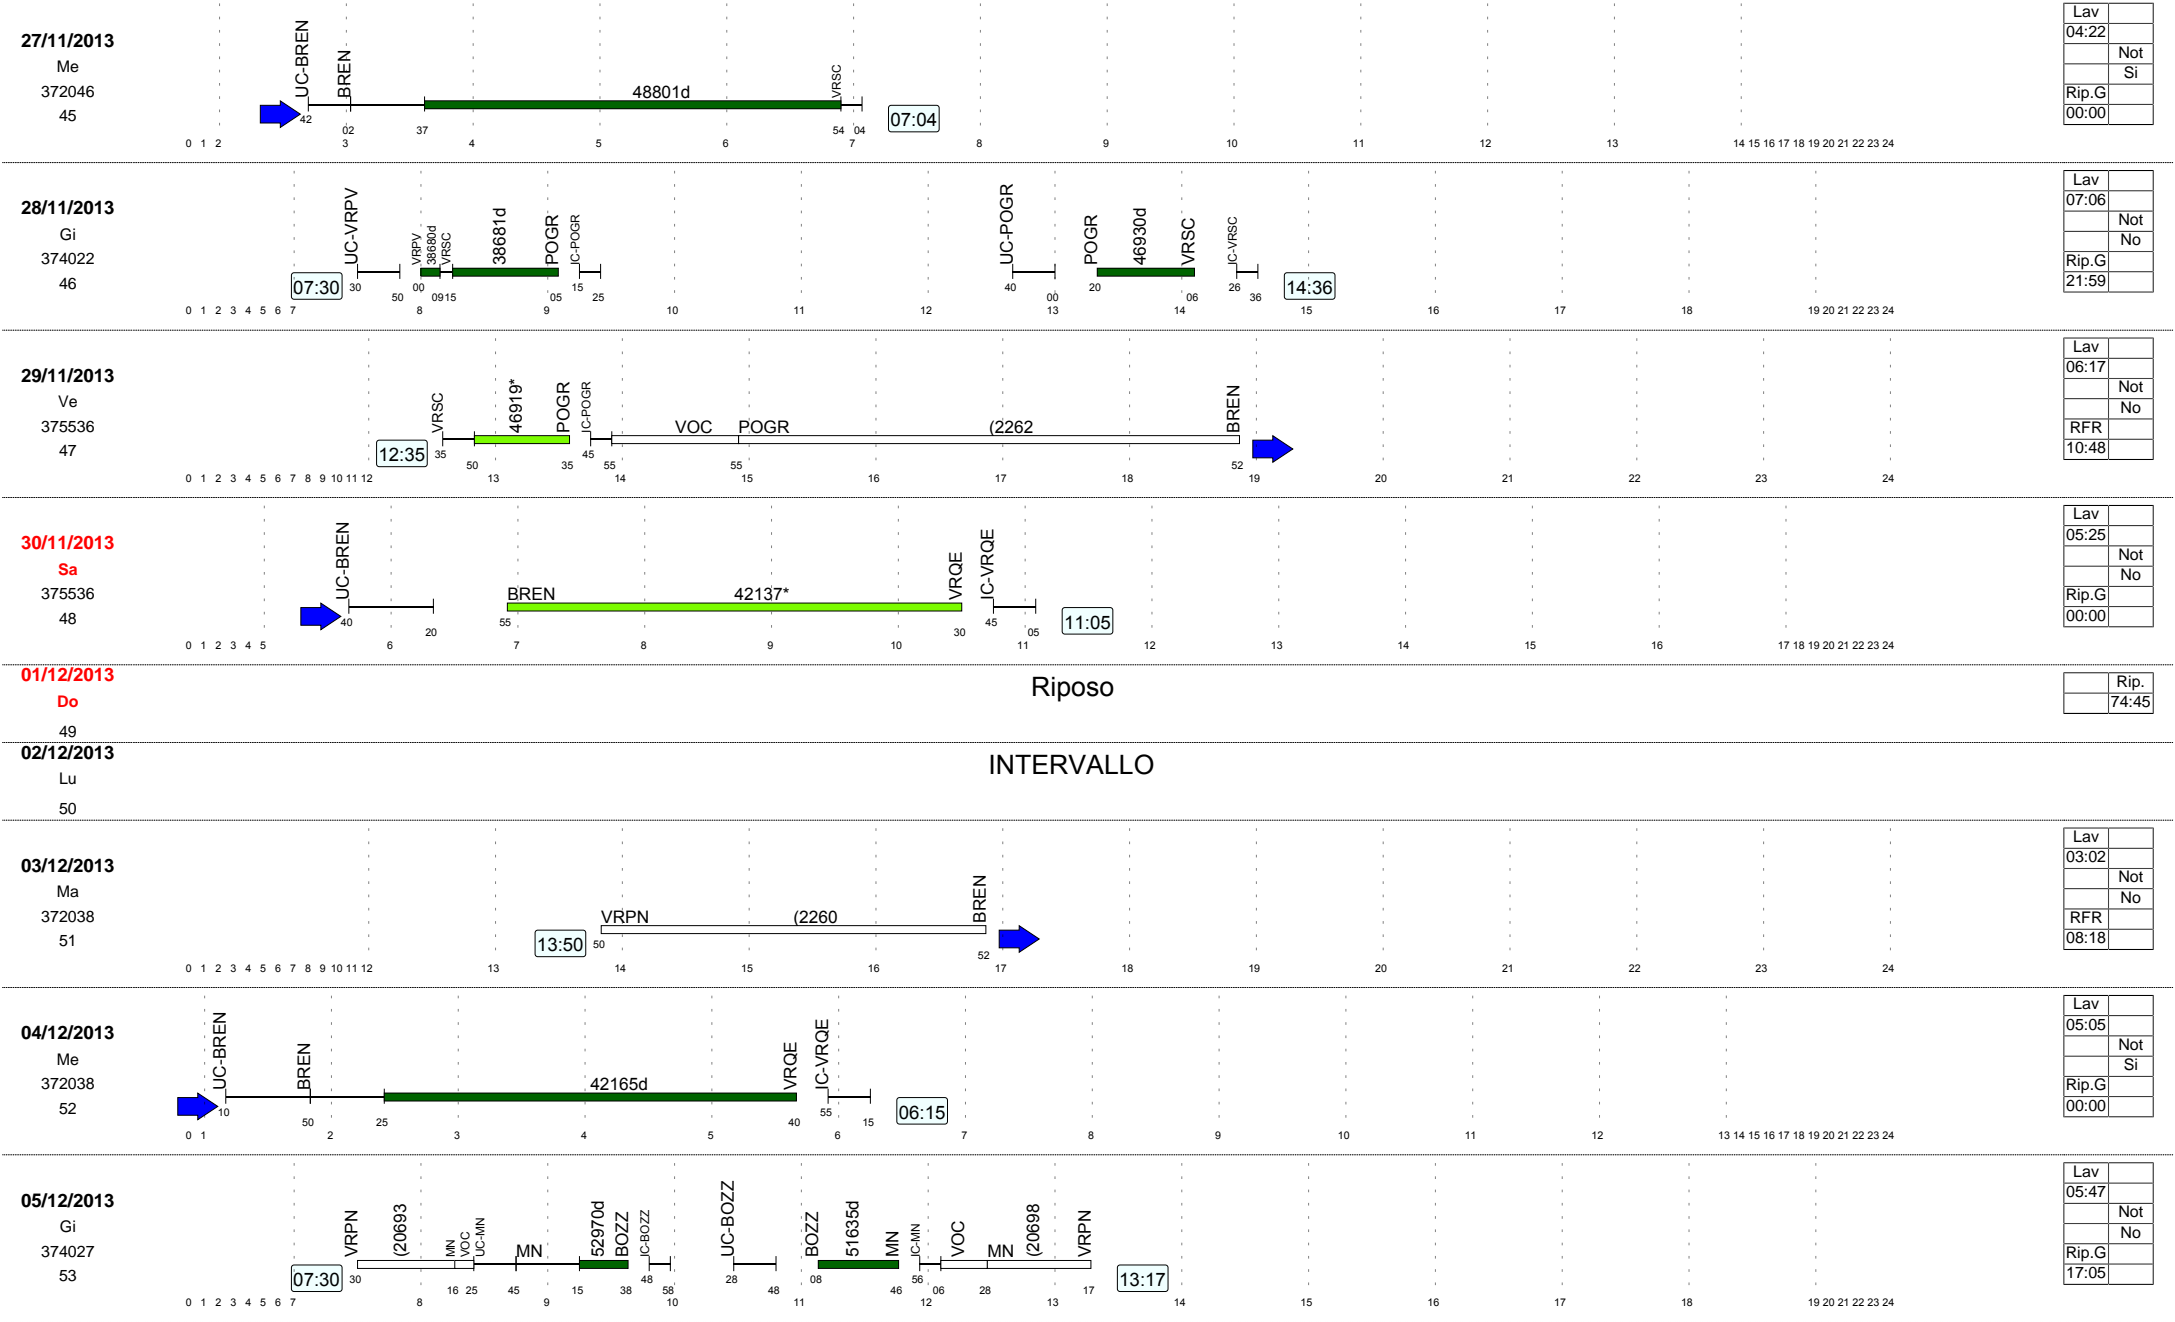 27/11/2013
Me
372046
45
UC-BREN
BREN
48801d
VRSC
42 02 37 54 04
07:04
0 1 2 3 4 5 6 7 8 9 10 11 12 13 14 15 16 17 18 19 20 21 22 23 24
Lav
04:22
Not
Si
Rip.G
00:00
28/11/2013
Gi
374022
46
07:30
UC-VRPV
VRPV
38680d
VRSC
38681d
POGR
IC-POGR
UC-POGR
POGR
46930d
VRSC
IC-VRSC
30 50 00 09 15 05 15 25 40 00 20 06 26 36
14:36
0 1 2 3 4 5 6 7 8 9 10 11 12 13 14 15 16 17 18 19 20 21 22 23 24
Lav
07:06
Not
No
Rip.G
21:59
29/11/2013
Ve
375536
47
12:35
VRSC
46919*
POGR
IC-POGR
VOC
POGR
(2262
BREN
35 50 35 45 55 55 52
0 1 2 3 4 5 6 7 8 9 10 11 12 13 14 15 16 17 18 19 20 21 22 23 24
Lav
06:17
Not
No
RFR
10:48
30/11/2013
Sa
375536
48
UC-BREN
BREN
42137*
VRQE
IC-VRQE
40 20 55 30 45 05
11:05
0 1 2 3 4 5 6 7 8 9 10 11 12 13 14 15 16 17 18 19 20 21 22 23 24
Lav
05:25
Not
No
Rip.G
00:00
01/12/2013
Do
49
Riposo
Rip.
74:45
02/12/2013
Lu
50
INTERVALLO
03/12/2013
Ma
372038
51
13:50
VRPN
(2260
BREN
50 52
0 1 2 3 4 5 6 7 8 9 10 11 12 13 14 15 16 17 18 19 20 21 22 23 24
Lav
03:02
Not
No
RFR
08:18
04/12/2013
Me
372038
52
UC-BREN
BREN
42165d
VRQE
IC-VRQE
10 50 25 40 55 15
06:15
0 1 2 3 4 5 6 7 8 9 10 11 12 13 14 15 16 17 18 19 20 21 22 23 24
Lav
05:05
Not
Si
Rip.G
00:00
05/12/2013
Gi
374027
53
07:30
VRPN
(20693
MN
VOC
UC-MN
MN
52970d
BOZZ
IC-BOZZ
UC-BOZZ
BOZZ
51635d
MN
IC-MN
VOC
MN
(20698
VRPN
30 16 25 45 15 38 48 58 28 48 08 46 56 06 28 17
13:17
0 1 2 3 4 5 6 7 8 9 10 11 12 13 14 15 16 17 18 19 20 21 22 23 24
Lav
05:47
Not
No
Rip.G
17:05